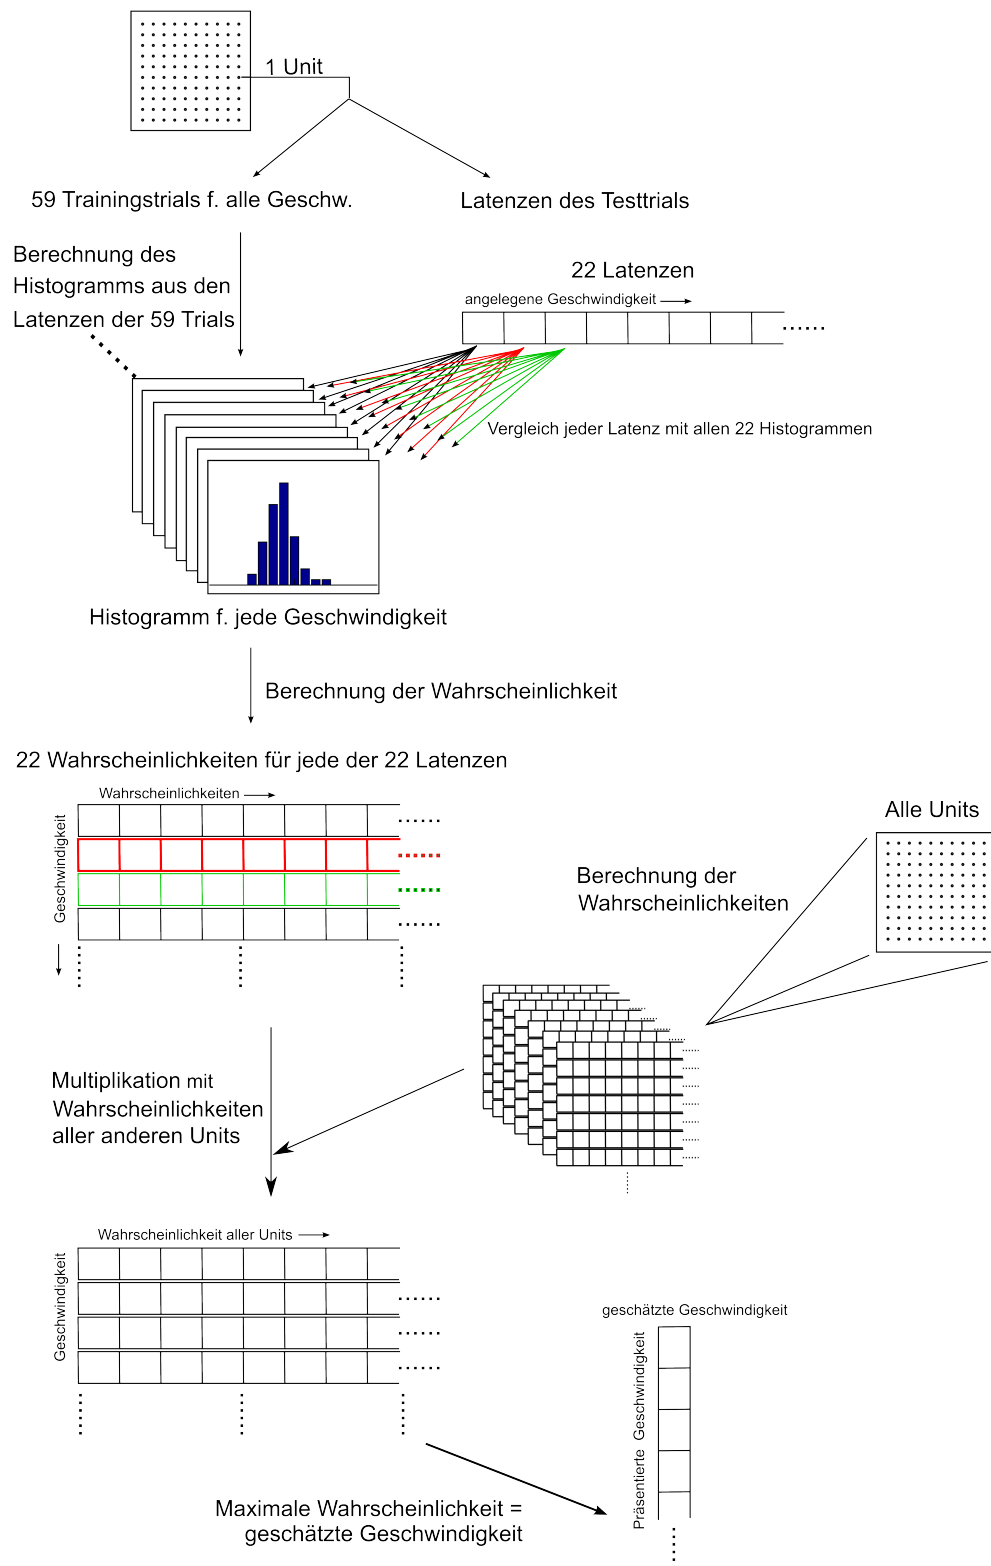 1 Unit
59 Trainingstrials f. alle Geschw.
Latenzen des Testtrials
Berechnung des
Histogramms aus den
Latenzen der 59 Trials
22 Latenzen
angelegene Geschwindigkeit
Vergleich jeder Latenz mit allen 22 Histogrammen
Histogramm f. jede Geschwindigkeit
Berechnung der Wahrscheinlichkeit
22 Wahrscheinlichkeiten für jede der 22 Latenzen
Wahrscheinlichkeiten
Geschwindigkeit
Alle Units
Berechnung der
Wahrscheinlichkeiten
Multiplikation mit
Wahrscheinlichkeiten
aller anderen Units
Wahrscheinlichkeit aller Units
Geschwindigkeit
geschätzte Geschwindigkeit
Präsentierte Geschwindigkeit
Maximale Wahrscheinlichkeit =
geschätzte Geschwindigkeit